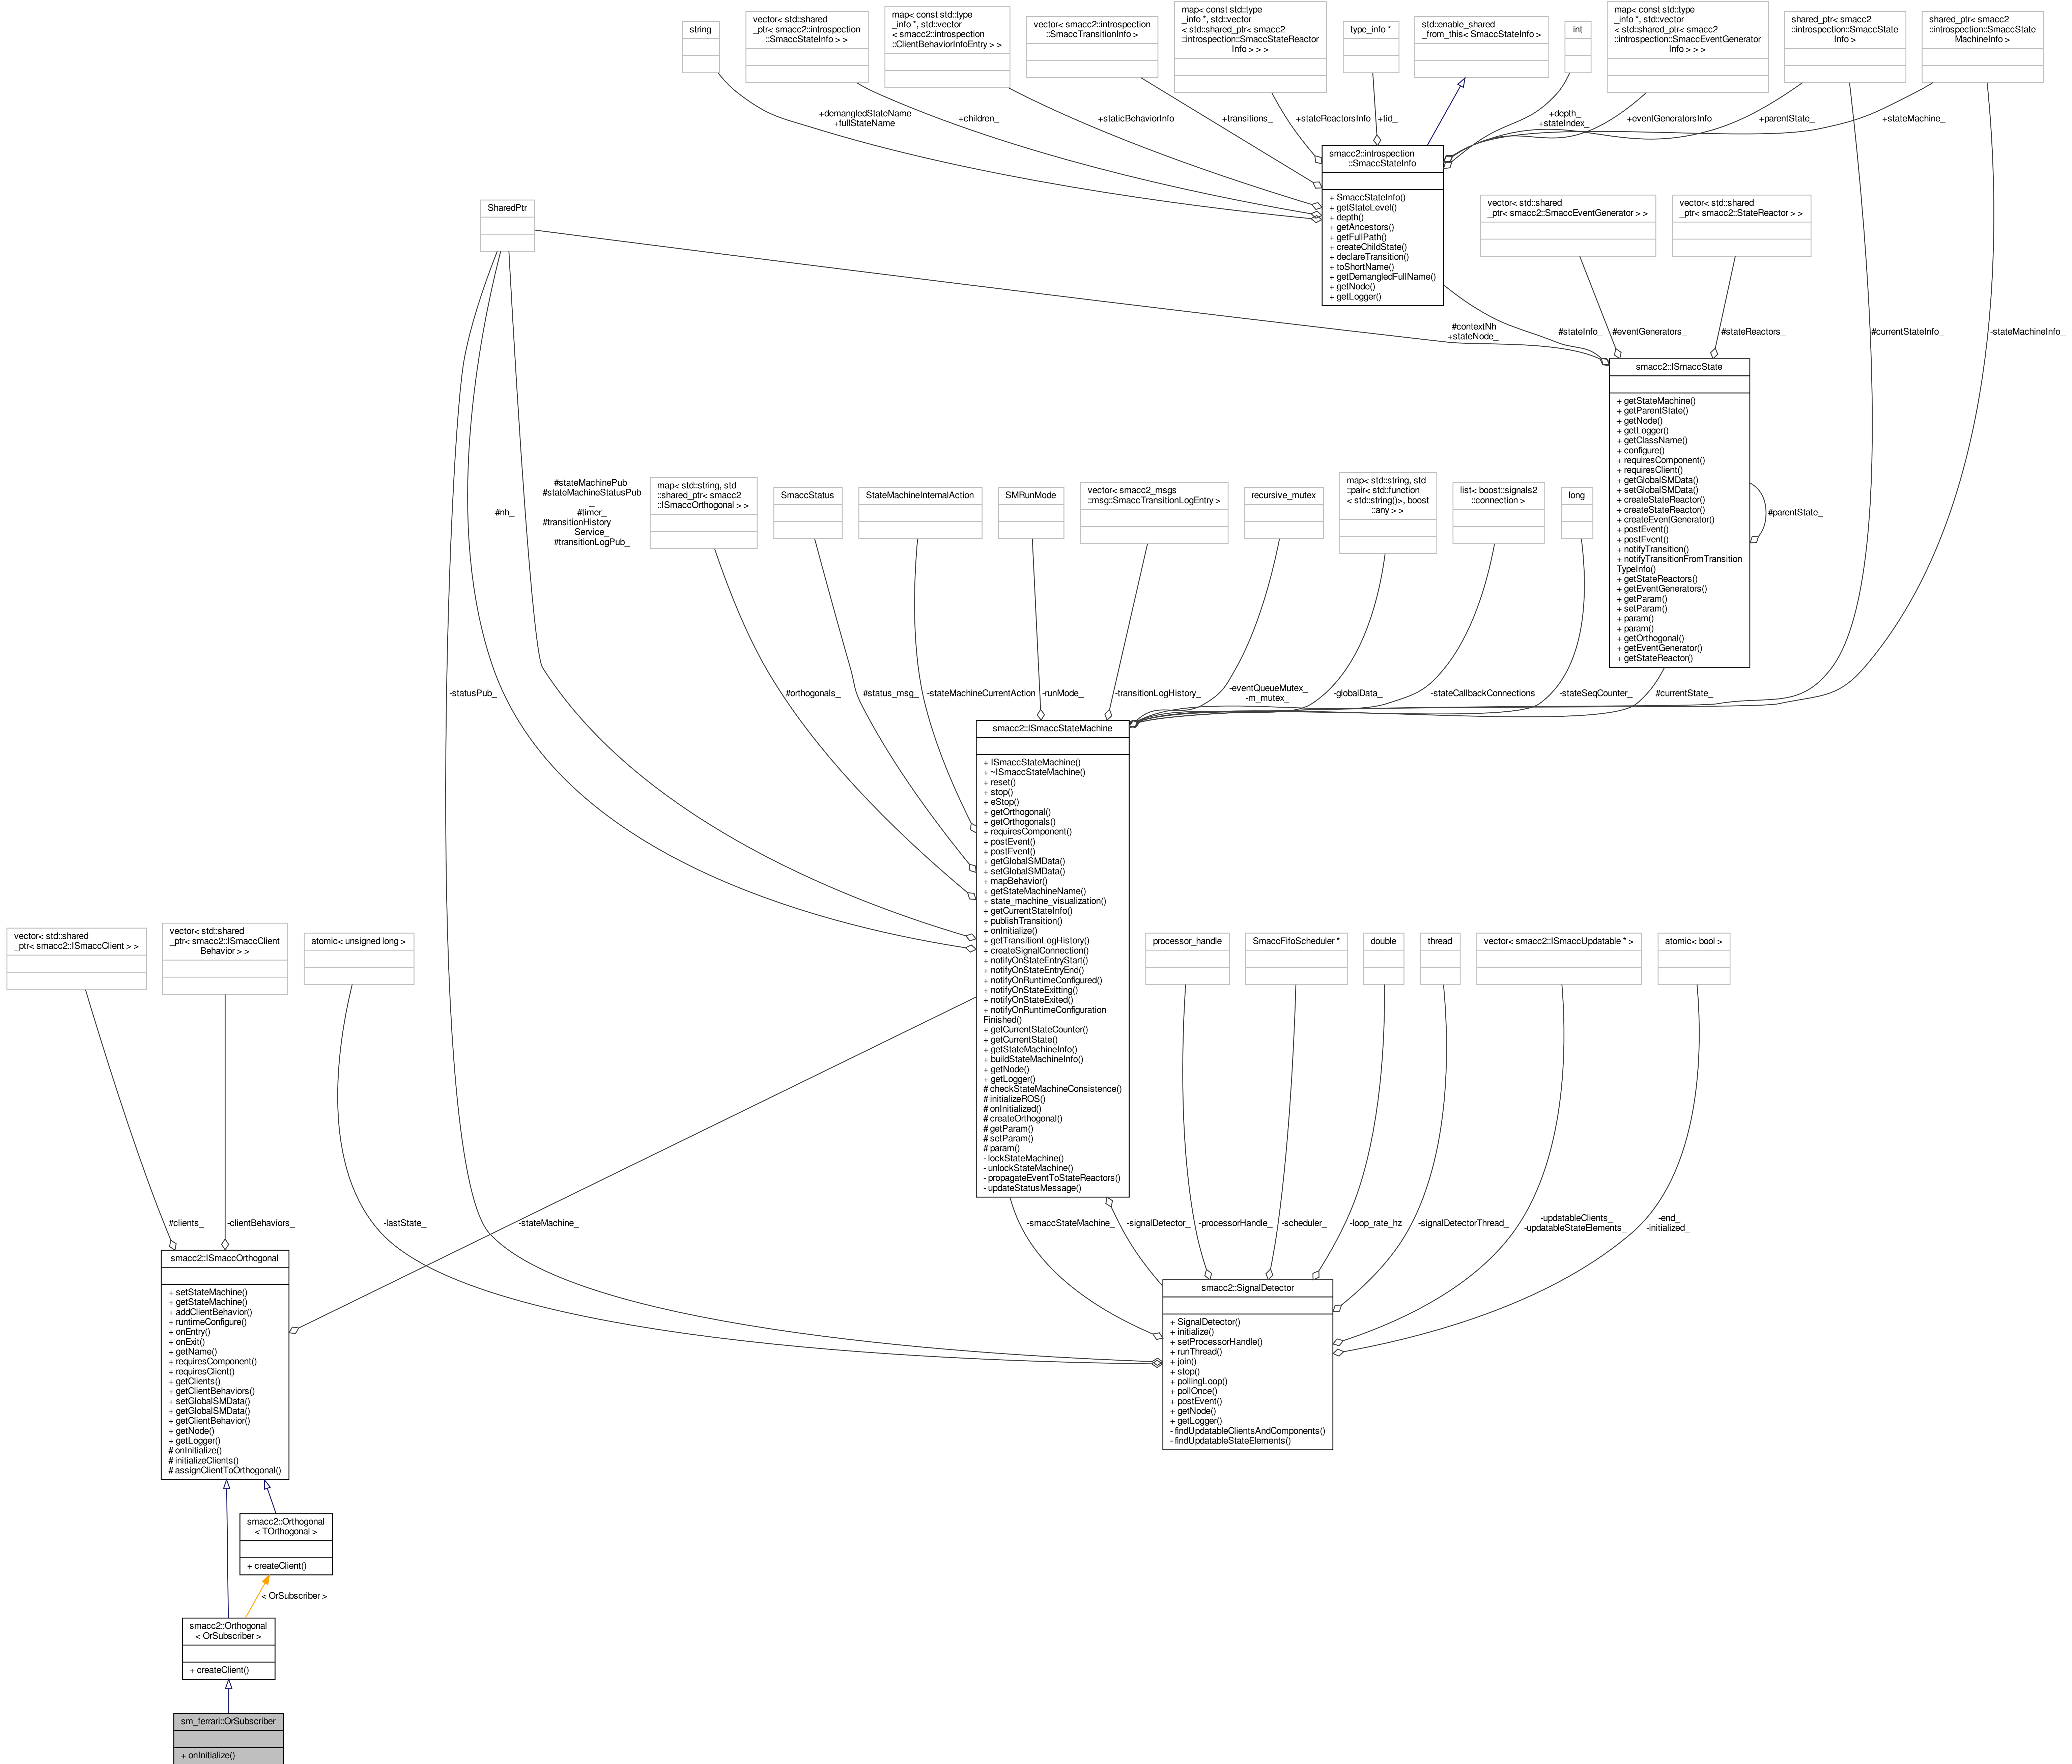 string
vector< std::shared
_ptr< smacc2::introspection
::SmaccStateInfo > >
map< const std::type
_info *, std::vector
< smacc2::introspection
::ClientBehaviorInfoEntry > >
vector< smacc2::introspection
::SmaccTransitionInfo >
map< const std::type
_info *, std::vector
< std::shared_ptr< smacc2
::introspection::SmaccStateReactor
Info > > >
type_info *
std::enable_shared
_from_this< SmaccStateInfo >
int
map< const std::type
_info *, std::vector
< std::shared_ptr< smacc2
::introspection::SmaccEventGenerator
Info > > >
shared_ptr< smacc2
::introspection::SmaccState
Info >
shared_ptr< smacc2
::introspection::SmaccState
MachineInfo >
+demangledStateName
+fullStateName
+children_
+staticBehaviorInfo
+transitions_
+stateReactorsInfo
+tid_
+depth_
+stateIndex_
+eventGeneratorsInfo
+parentState_
+stateMachine_
smacc2::introspection
::SmaccStateInfo
+ SmaccStateInfo()
+ getStateLevel()
+ depth()
+ getAncestors()
+ getFullPath()
+ createChildState()
+ declareTransition()
+ toShortName()
+ getDemangledFullName()
+ getNode()
+ getLogger()
SharedPtr
vector< std::shared
_ptr< smacc2::SmaccEventGenerator > >
vector< std::shared
_ptr< smacc2::StateReactor > >
#contextNh
+stateNode_
#stateInfo_
#eventGenerators_
#stateReactors_
#currentStateInfo_
-stateMachineInfo_
smacc2::ISmaccState
+ getStateMachine()
+ getParentState()
+ getNode()
+ getLogger()
+ getClassName()
+ configure()
+ requiresComponent()
+ requiresClient()
+ getGlobalSMData()
+ setGlobalSMData()
+ createStateReactor()
+ createStateReactor()
+ createEventGenerator()
+ postEvent()
+ postEvent()
+ notifyTransition()
+ notifyTransitionFromTransition
TypeInfo()
+ getStateReactors()
+ getEventGenerators()
+ getParam()
+ setParam()
+ param()
+ param()
+ getOrthogonal()
+ getEventGenerator()
+ getStateReactor()
#parentState_
#nh_
#stateMachinePub_
#stateMachineStatusPub
_
#timer_
#transitionHistory
Service_
#transitionLogPub_
map< std::string, std
::shared_ptr< smacc2
::ISmaccOrthogonal > >
SmaccStatus
StateMachineInternalAction
SMRunMode
vector< smacc2_msgs
::msg::SmaccTransitionLogEntry >
recursive_mutex
map< std::string, std
::pair< std::function
< std::string()>, boost
::any > >
list< boost::signals2
::connection >
long
-statusPub_
#orthogonals_
#status_msg_
-stateMachineCurrentAction
-runMode_
-transitionLogHistory_
-eventQueueMutex_
-m_mutex_
-globalData_
-stateCallbackConnections
-stateSeqCounter_
#currentState_
smacc2::ISmaccStateMachine
+ ISmaccStateMachine()
+ ~ISmaccStateMachine()
+ reset()
+ stop()
+ eStop()
+ getOrthogonal()
+ getOrthogonals()
+ requiresComponent()
+ postEvent()
+ postEvent()
+ getGlobalSMData()
+ setGlobalSMData()
+ mapBehavior()
+ getStateMachineName()
+ state_machine_visualization()
+ getCurrentStateInfo()
+ publishTransition()
+ onInitialize()
+ getTransitionLogHistory()
+ createSignalConnection()
+ notifyOnStateEntryStart()
+ notifyOnStateEntryEnd()
+ notifyOnRuntimeConfigured()
+ notifyOnStateExitting()
+ notifyOnStateExited()
+ notifyOnRuntimeConfiguration
Finished()
+ getCurrentStateCounter()
+ getCurrentState()
+ getStateMachineInfo()
+ buildStateMachineInfo()
+ getNode()
+ getLogger()
# checkStateMachineConsistence()
# initializeROS()
# onInitialized()
# createOrthogonal()
# getParam()
# setParam()
# param()
- lockStateMachine()
- unlockStateMachine()
- propagateEventToStateReactors()
- updateStatusMessage()
vector< std::shared
_ptr< smacc2::ISmaccClient > >
vector< std::shared
_ptr< smacc2::ISmaccClient
Behavior > >
atomic< unsigned long >
processor_handle
SmaccFifoScheduler *
double
thread
vector< smacc2::ISmaccUpdatable * >
atomic< bool >
#clients_
-clientBehaviors_
-lastState_
-stateMachine_
-smaccStateMachine_
-signalDetector_
-processorHandle_
-scheduler_
-loop_rate_hz
-signalDetectorThread_
-updatableClients_
-updatableStateElements_
-end_
-initialized_
smacc2::ISmaccOrthogonal
+ setStateMachine()
+ getStateMachine()
+ addClientBehavior()
+ runtimeConfigure()
+ onEntry()
+ onExit()
+ getName()
+ requiresComponent()
+ requiresClient()
+ getClients()
+ getClientBehaviors()
+ setGlobalSMData()
+ getGlobalSMData()
+ getClientBehavior()
+ getNode()
+ getLogger()
# onInitialize()
# initializeClients()
# assignClientToOrthogonal()
smacc2::SignalDetector
+ SignalDetector()
+ initialize()
+ setProcessorHandle()
+ runThread()
+ join()
+ stop()
+ pollingLoop()
+ pollOnce()
+ postEvent()
+ getNode()
+ getLogger()
- findUpdatableClientsAndComponents()
- findUpdatableStateElements()
smacc2::Orthogonal
< TOrthogonal >
+ createClient()
< OrSubscriber >
smacc2::Orthogonal
< OrSubscriber >
+ createClient()
sm_ferrari::OrSubscriber
+ onInitialize()